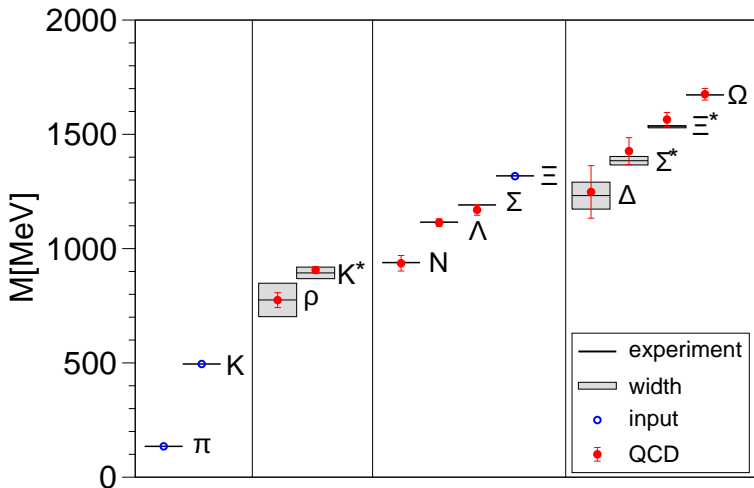 2000
1500
1000
500
0
M[MeV]
π
K
ρ
K*
N
Λ
Σ
Ξ
Δ
Σ*
Ξ*
Ω
experiment
width
input
QCD